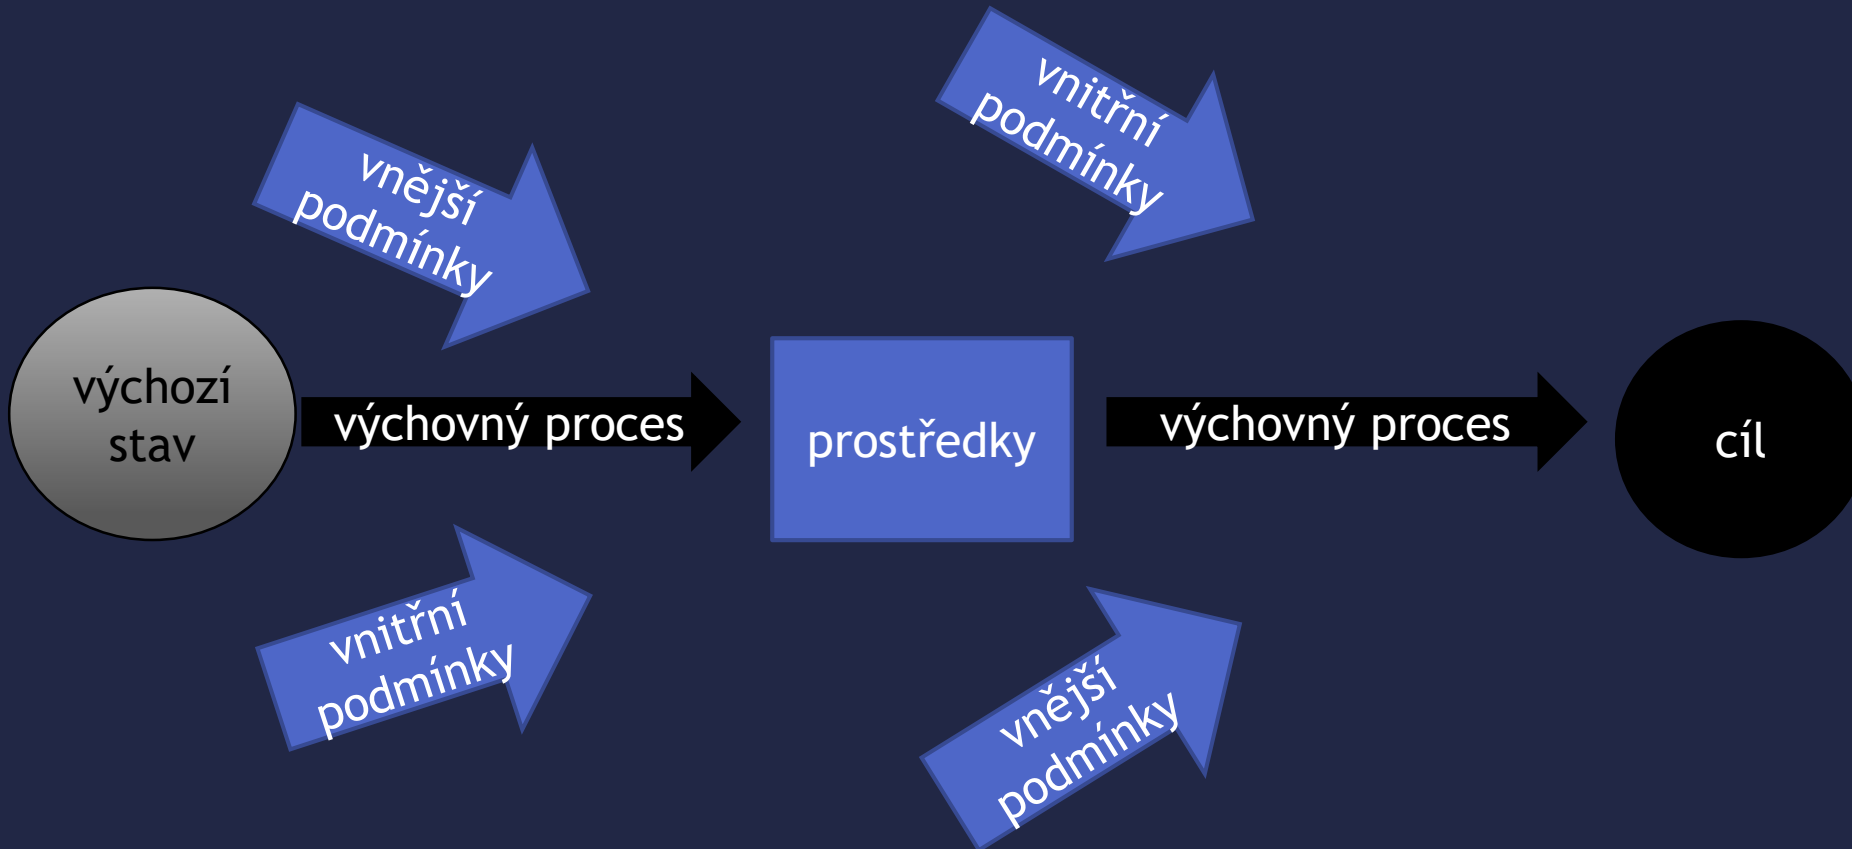 vnitřní
podmínky
vnější
podmínky
výchozí
stav
výchovný proces
prostředky
výchovný proces
cíl
vnitřní
podmínky
vnější
podmínky